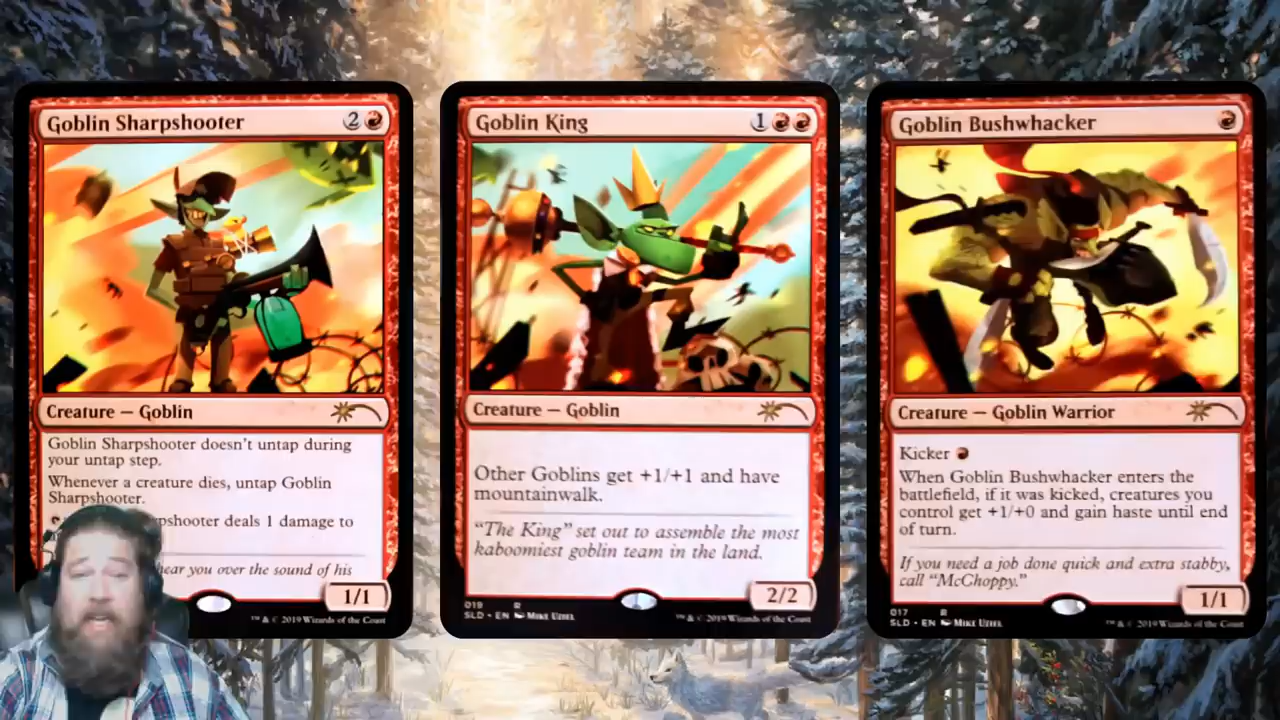 Goblin Sharpshooter 2
Creature — Goblin
Goblin Sharpshooter doesn't untap during
your untap step.
Whenever a creature dies, untap Goblin
Sharpshooter.
deals 1 damage to
hear you over the sound of his
1/1
™ & © 2019 Wizards of the Coast
Goblin King 1
Creature — Goblin
Other Goblins get +1/+1 and have
mountainwalk.
"The King" set out to assemble the most
kaboomiest goblin team in the land.
2/2
019 R
SLD • EN Mike Uziel
™ & © 2019 Wizards of the Coast
Goblin Bushwhacker
Creature — Goblin Warrior
Kicker
When Goblin Bushwhacker enters the
battlefield, if it was kicked, creatures you
control get +1/+0 and gain haste until end
of turn.
If you need a job done quick and extra stabby,
call "McChoppy."
1/1
017 R
SLD • EN Mike Uziel
™ & © 2019 Wizards of the Coast